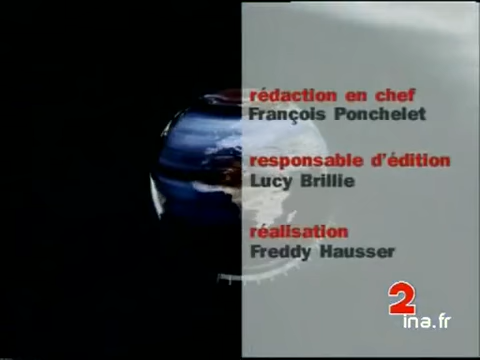 rédaction en chef
François Ponchelet
responsable d'édition
Lucy Brillie
réalisation
Freddy Hausser
2
ina.fr